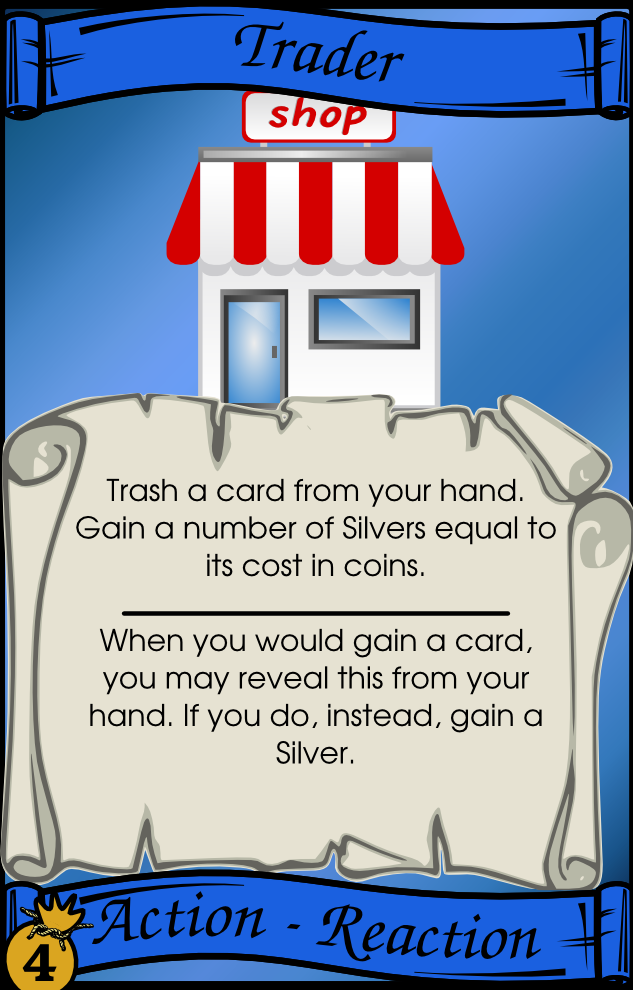 Trader
shop
Trash a card from your hand.
Gain a number of Silvers equal to
its cost in coins.
When you would gain a card,
you may reveal this from your
hand. If you do, instead, gain a
Silver.
Action - Reaction
4